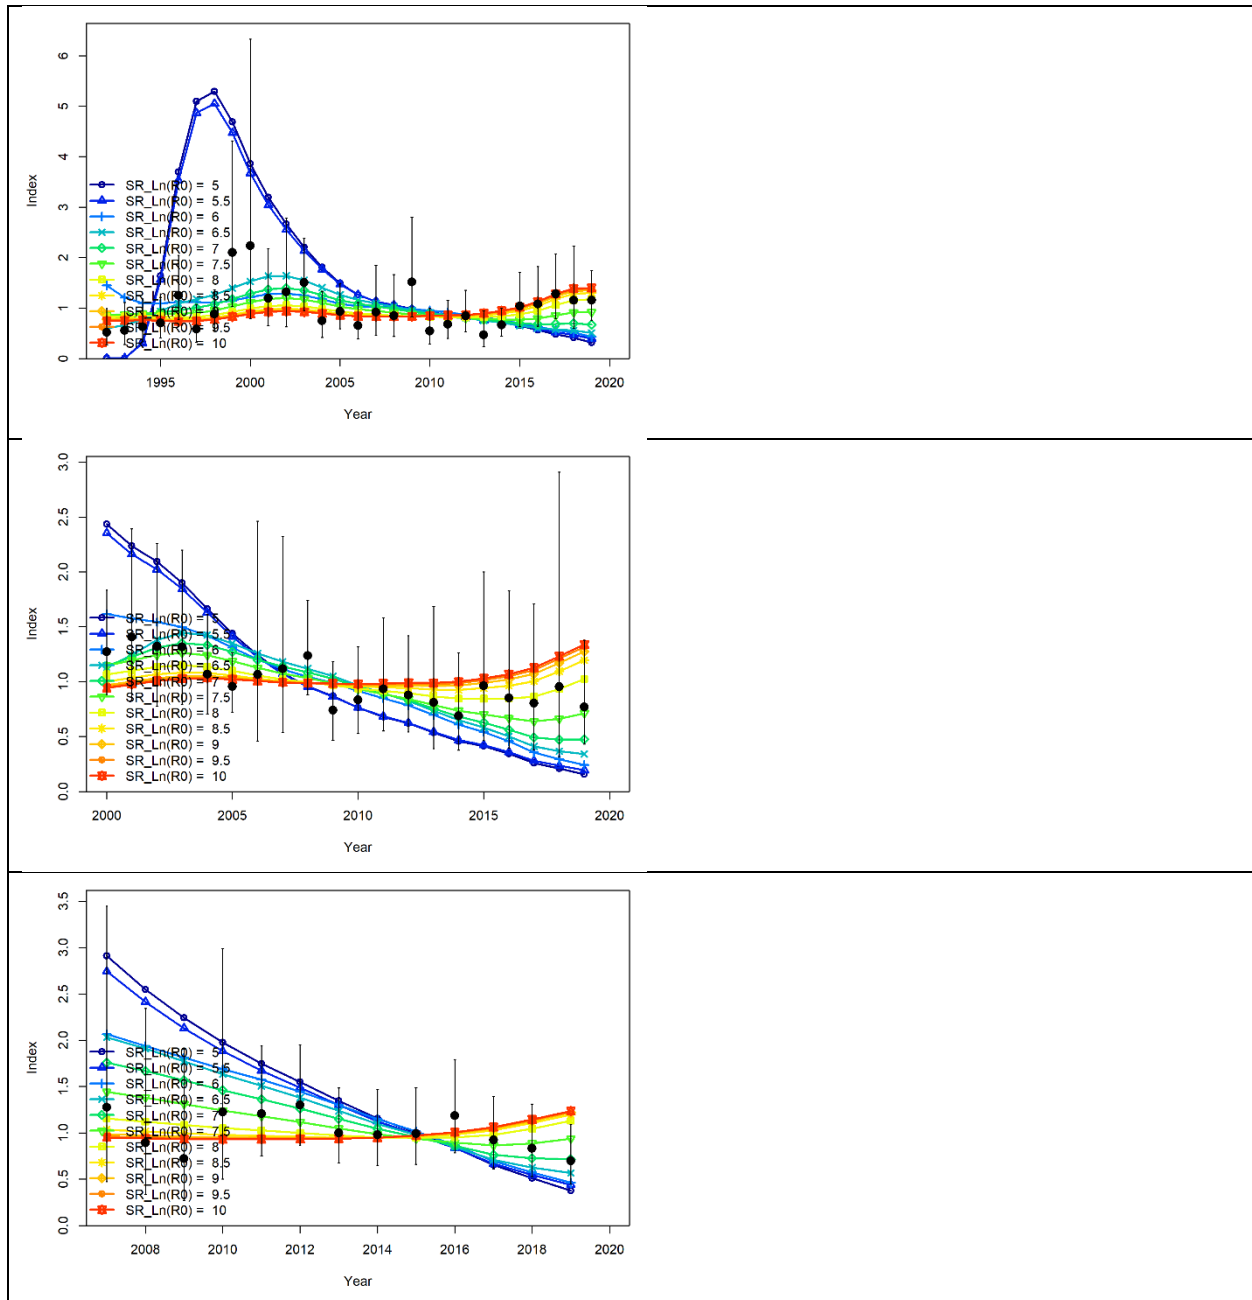 6
5
4
3
2
1
0
Index
SR_Ln(R0) = 5
SR_Ln(R0) = 5.5
SR_Ln(R0) = 6
SR_Ln(R0) = 6.5
SR_Ln(R0) = 7
SR_Ln(R0) = 7.5
SR_Ln(R0) = 8
SR_Ln(R0) = 8.5
SR_Ln(R0) = 9
SR_Ln(R0) = 9.5
SR_Ln(R0) = 10
1995 2000 2005 2010 2015 2020
Year
3.0
2.5
2.0
1.5
1.0
0.5
0.0
Index
SR_Ln(R0) = 5
SR_Ln(R0) = 5.5
SR_Ln(R0) = 6
SR_Ln(R0) = 6.5
SR_Ln(R0) = 7
SR_Ln(R0) = 7.5
SR_Ln(R0) = 8
SR_Ln(R0) = 8.5
SR_Ln(R0) = 9
SR_Ln(R0) = 9.5
SR_Ln(R0) = 10
2000 2005 2010 2015 2020
Year
3.5
3.0
2.5
2.0
1.5
1.0
0.5
0.0
Index
SR_Ln(R0) = 5
SR_Ln(R0) = 5.5
SR_Ln(R0) = 6
SR_Ln(R0) = 6.5
SR_Ln(R0) = 7
SR_Ln(R0) = 7.5
SR_Ln(R0) = 8
SR_Ln(R0) = 8.5
SR_Ln(R0) = 9
SR_Ln(R0) = 9.5
SR_Ln(R0) = 10
2008 2010 2012 2014 2016 2018 2020
Year